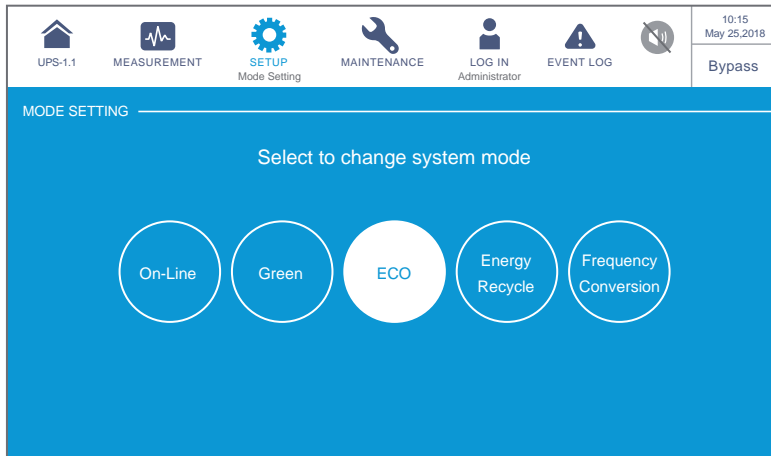 10:15
May 25,2018
UPS-1.1
MEASUREMENT
SETUP
Mode Setting
MAINTENANCE
LOG IN
Administrator
EVENT LOG
Bypass
MODE SETTING
Select to change system mode
On-Line
Green
ECO
Energy
Recycle
Frequency
Conversion